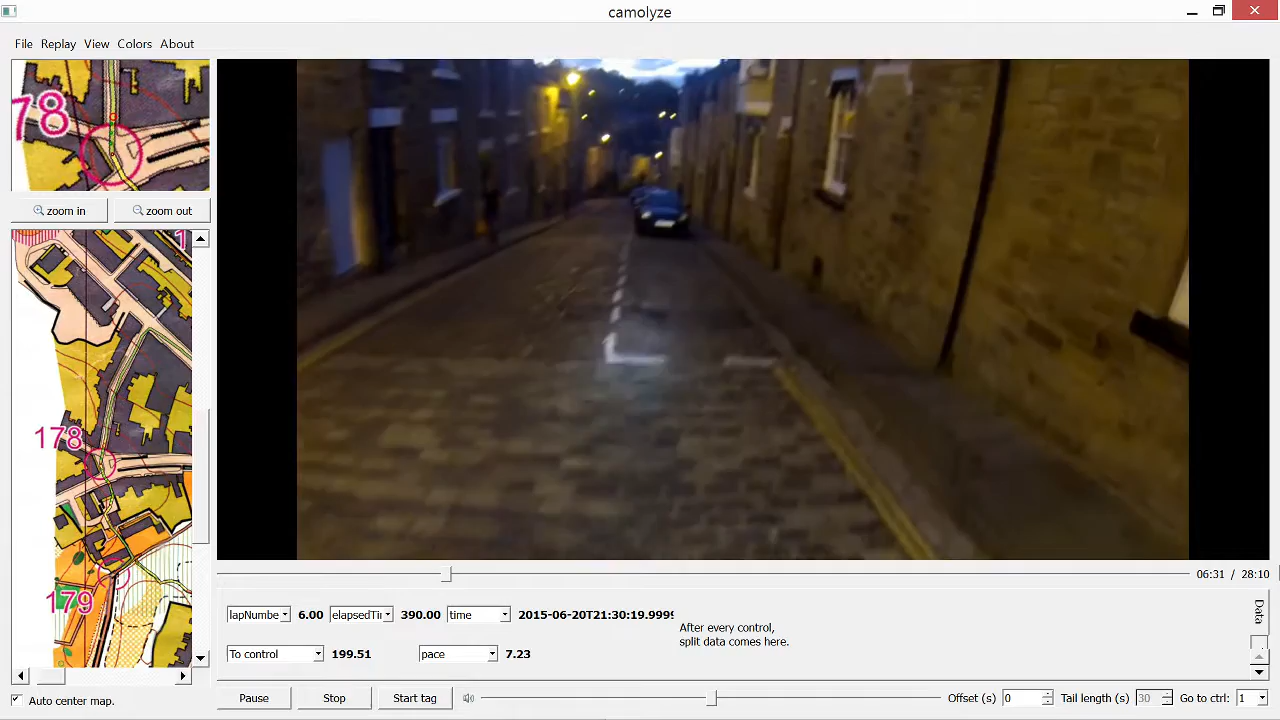 camolyze
File Replay View Colors About
78
zoom in zoom out
178
179
06:31 / 28:10
lapNumbe 6.00 elapsedTi 390.00 time 2015-06-20T21:30:19.999
After every control,
split data comes here.
To control 199.51 pace 7.23
Data
Auto center map.
Pause Stop Start tag Offset (s) 0 Tail length (s) 30 Go to ctrl: 1